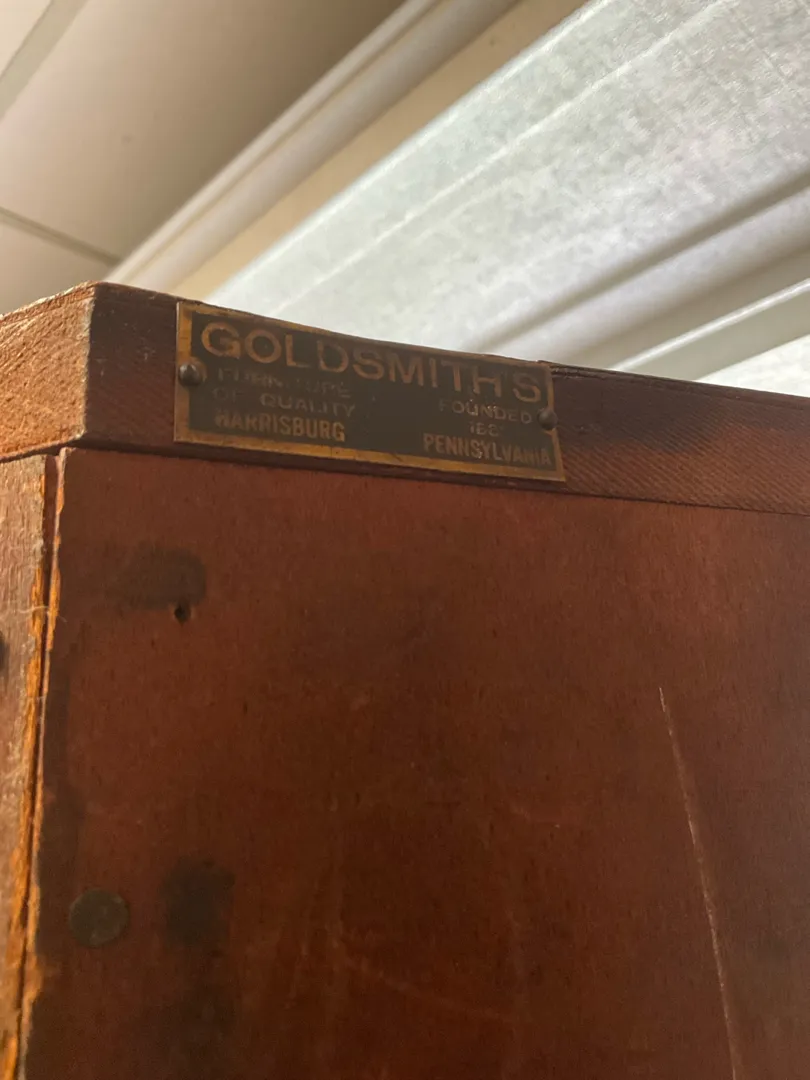 GOLDSMITH'S
FURNITURE
OF QUALITY
HARRISBURG
FOUNDED
PENNSYLVANIA